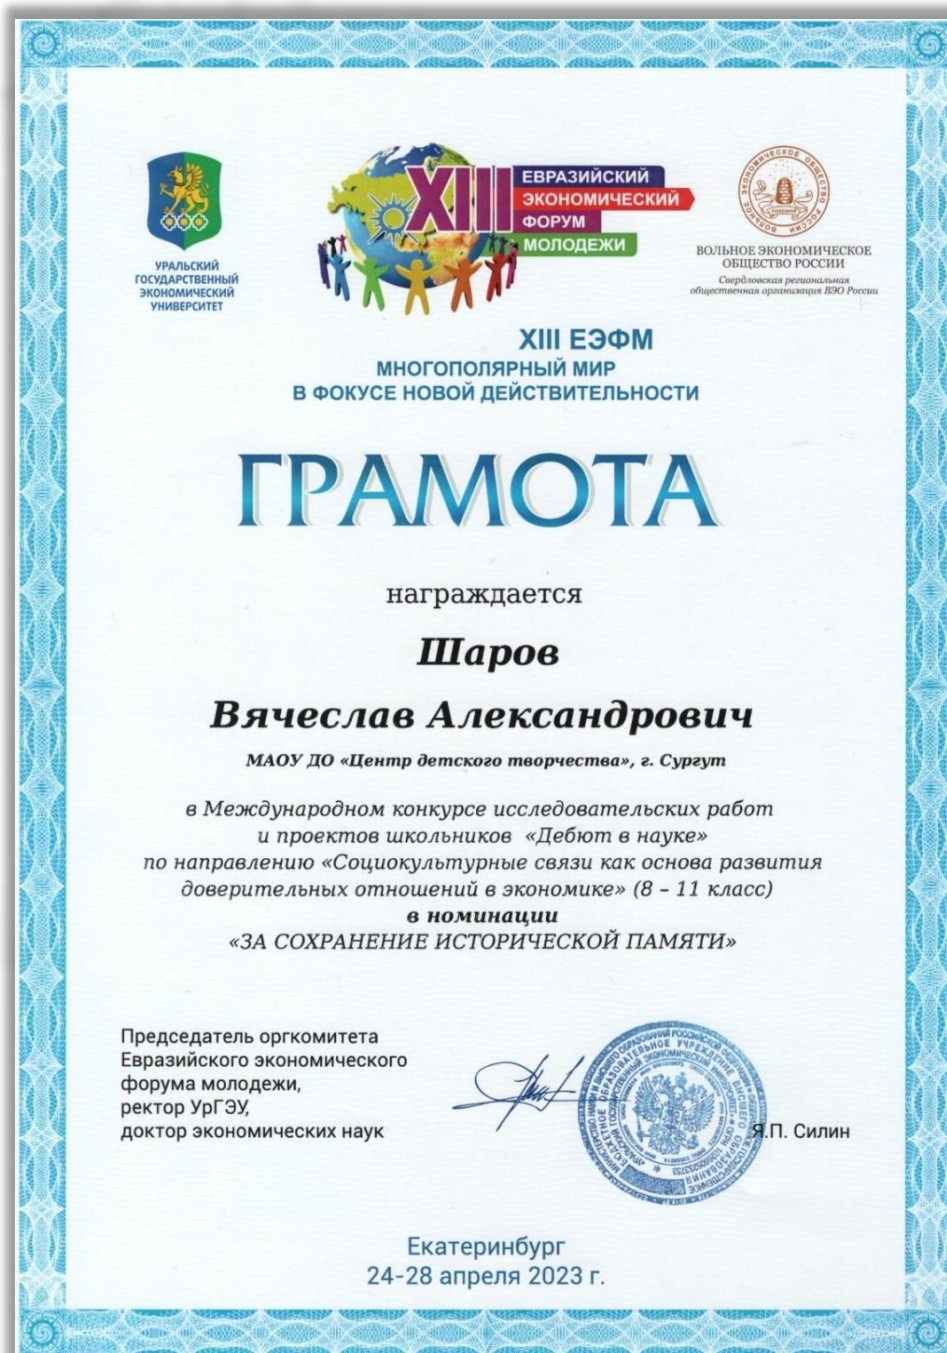 УРАЛЬСКИЙ
ГОСУДАРСТВЕННЫЙ
ЭКОНОМИЧЕСКИЙ
УНИВЕРСИТЕТ
XIII
ЕВРАЗИЙСКИЙ
ЭКОНОМИЧЕСКИЙ
ФОРУМ
МОЛОДЕЖИ
ВОЛЬНОЕ ЭКОНОМИЧЕСКОЕ ОБЩЕСТВО РОССИИ
ВОЛЬНОЕ ЭКОНОМИЧЕСКОЕ
ОБЩЕСТВО РОССИИ
Свердловская региональная
общественная организация ВЭО России
XIII ЕЭФМ
МНОГОПОЛЯРНЫЙ МИР
В ФОКУСЕ НОВОЙ ДЕЙСТВИТЕЛЬНОСТИ
ГРАМОТА
награждается
Шаров
Вячеслав Александрович
МАОУ ДО «Центр детского творчества», г. Сургут
в Международном конкурсе исследовательских работ
и проектов школьников «Дебют в науке»
по направлению «Социокультурные связи как основа развития
доверительных отношений в экономике» (8 – 11 класс)
в номинации
«ЗА СОХРАНЕНИЕ ИСТОРИЧЕСКОЙ ПАМЯТИ»
Председатель оргкомитета
Евразийского экономического
форума молодежи,
ректор УрГЭУ,
доктор экономических наук
Я.П. Силин
Екатеринбург
24-28 апреля 2023 г.